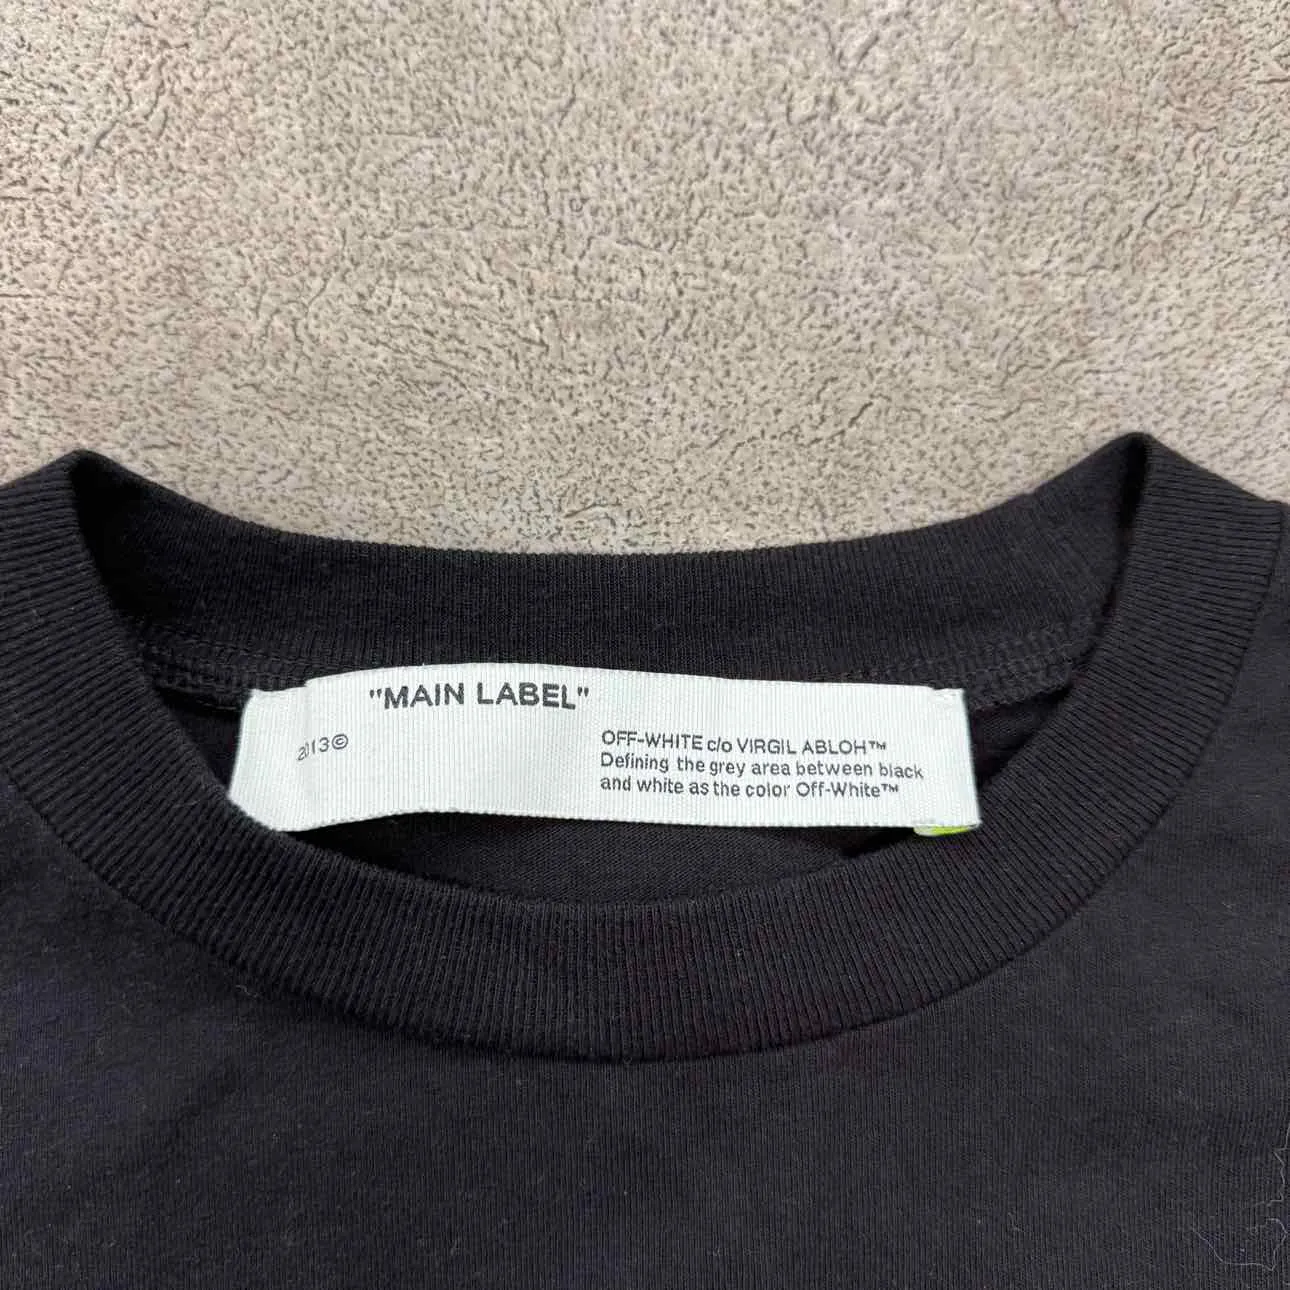 "MAIN LABEL"
2013©
OFF-WHITE c/o VIRGIL ABLOH™
Defining the grey area between black
and white as the color Off-White™